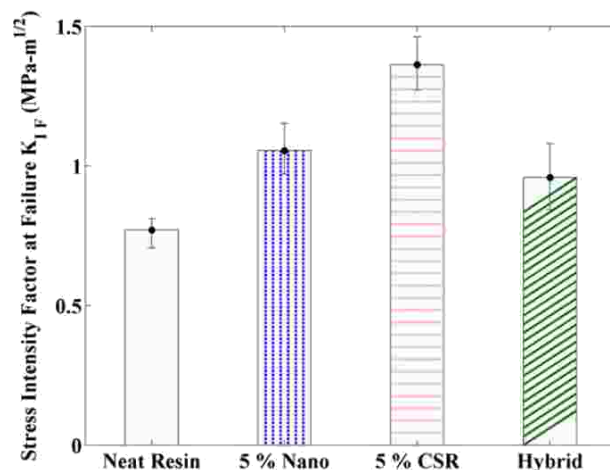 Stress Intensity Factor at Failure K_{I F} (MPa-m^{1/2})
1.5
1
0.5
0
Neat Resin 5 % Nano 5 % CSR Hybrid